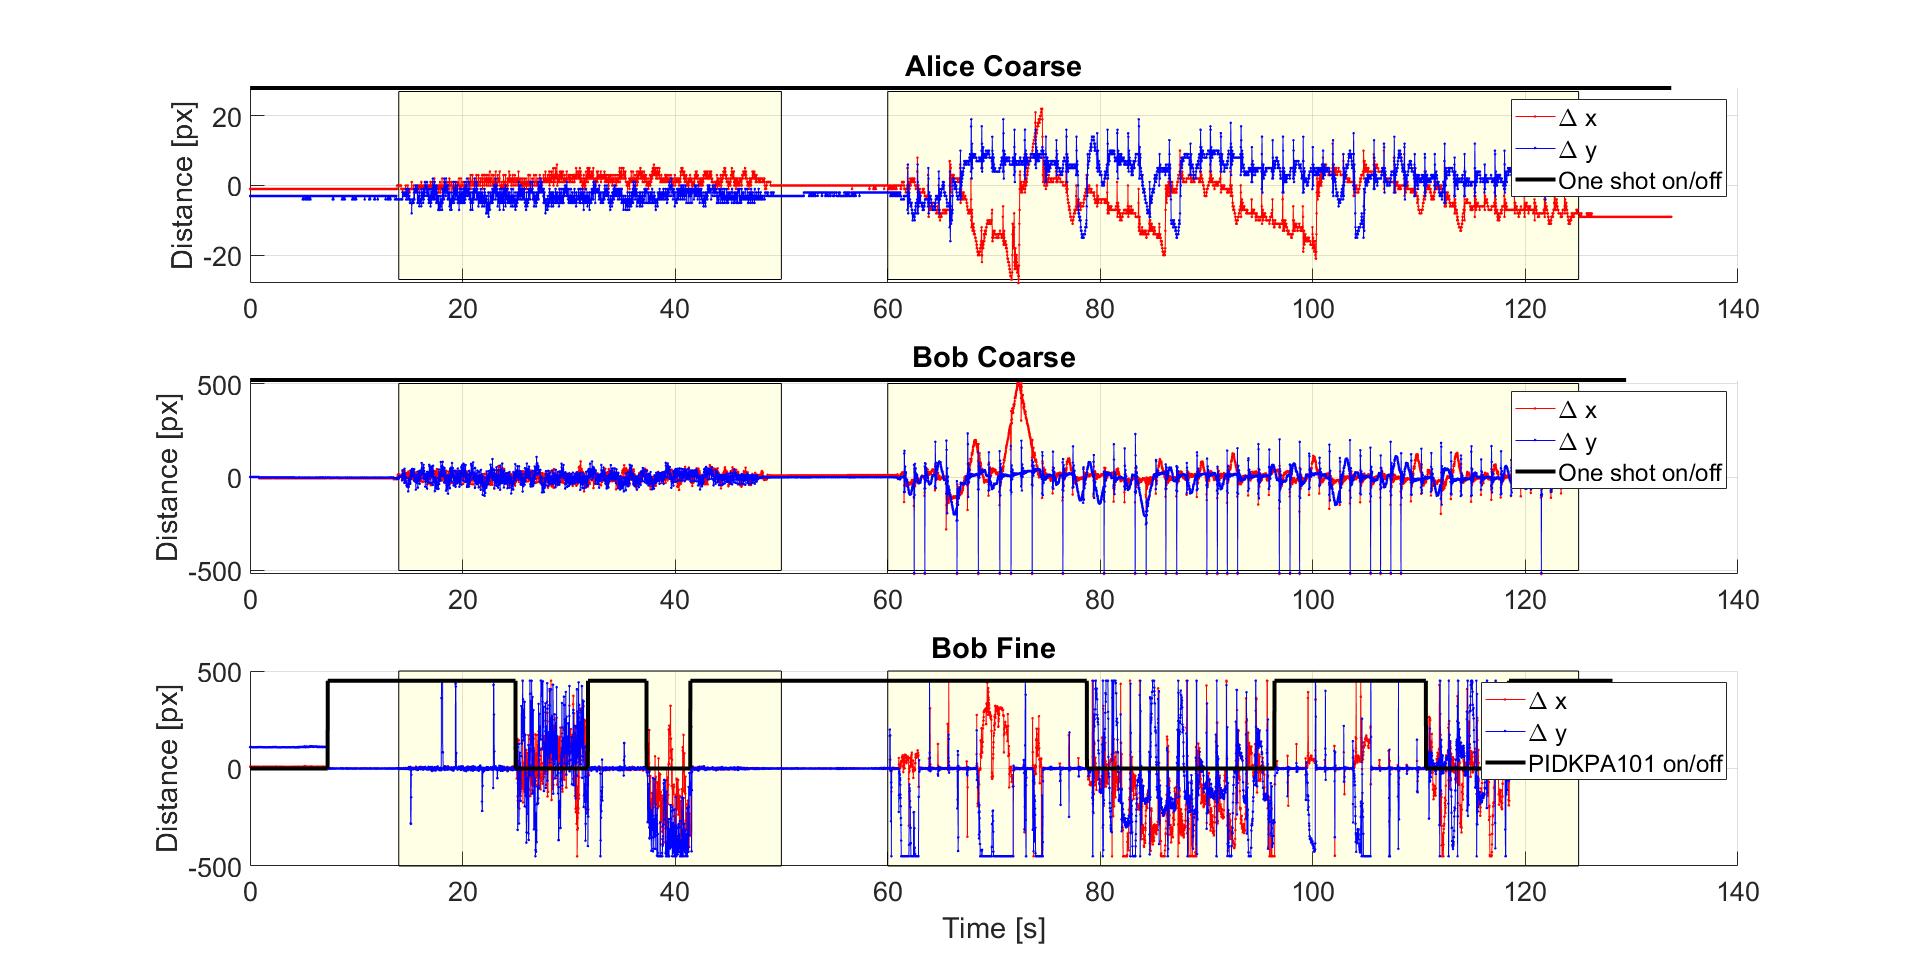 Alice Coarse
Distance [px]
20
0
-20
0 20 40 60 80 100 120 140
Δ x
Δ y
One shot on/off
Bob Coarse
Distance [px]
500
0
-500
0 20 40 60 80 100 120 140
Δ x
Δ y
One shot on/off
Bob Fine
Distance [px]
500
0
-500
0 20 40 60 80 100 120 140
Δ x
Δ y
PIDKPA101 on/off
Time [s]